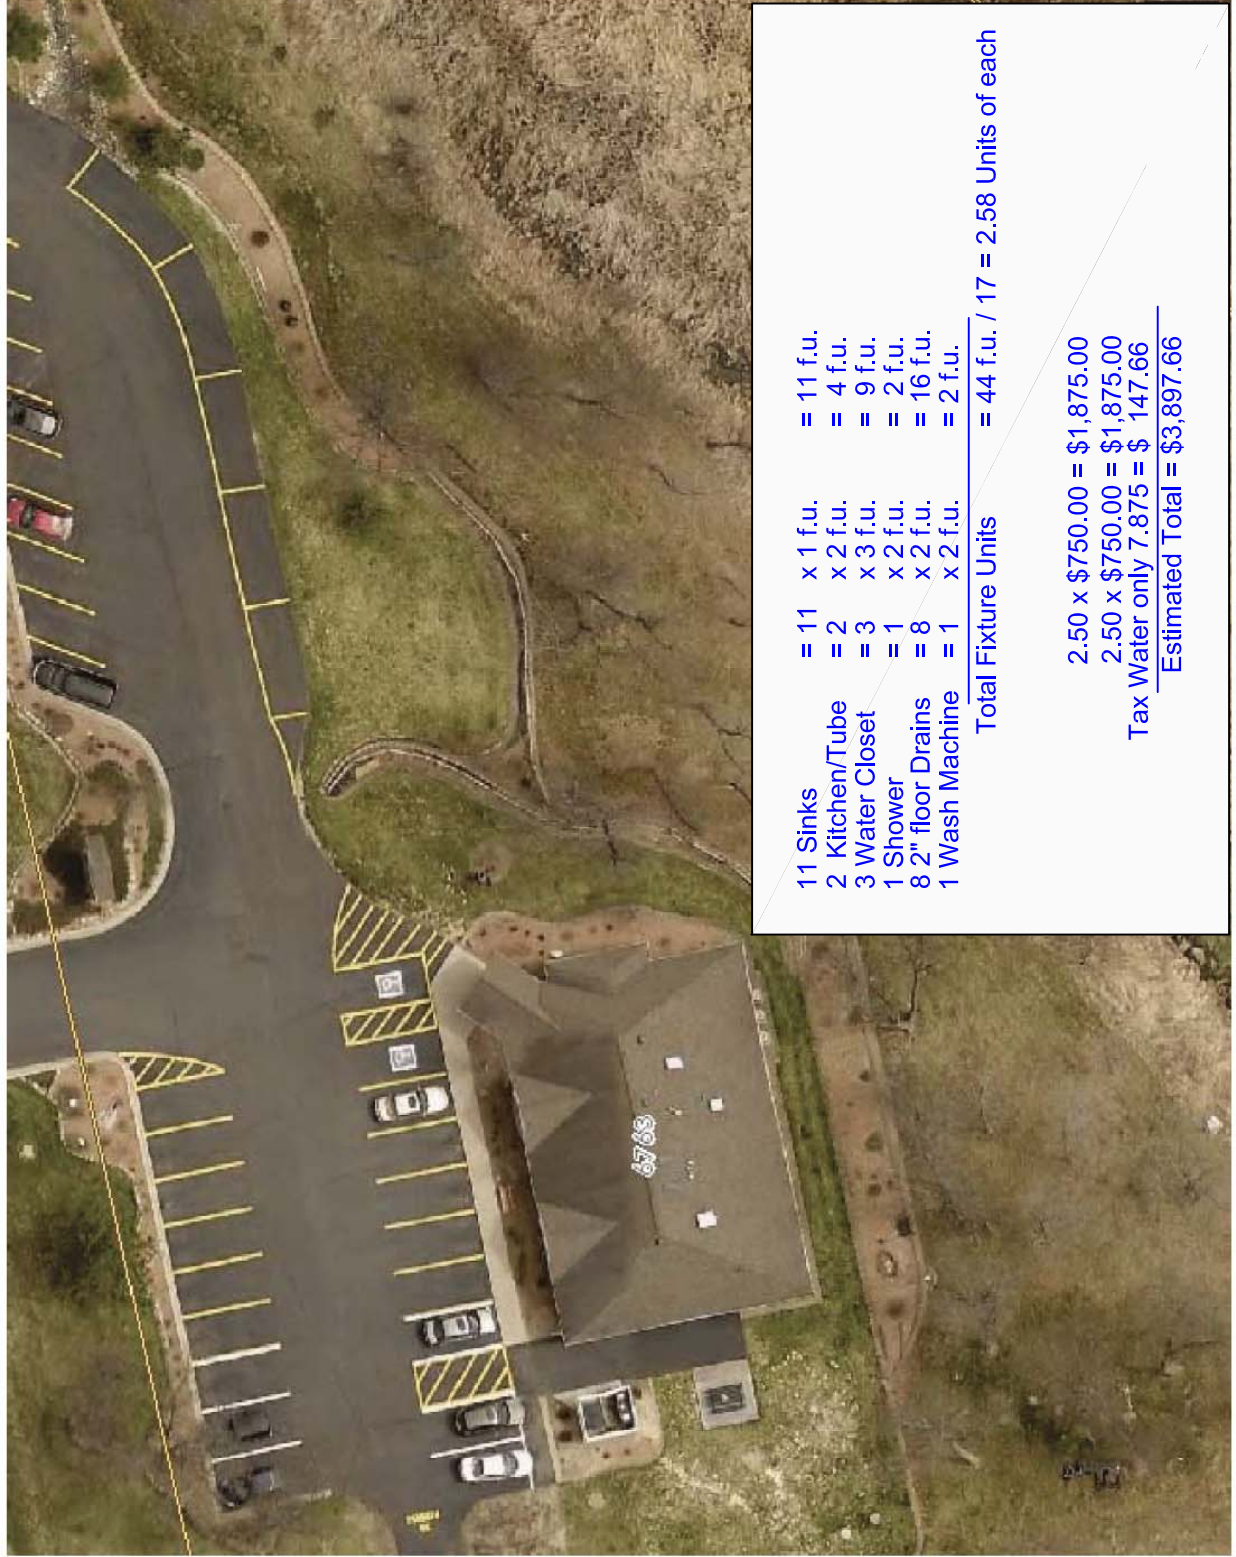 11 Sinks = 11 x 1 f.u. = 11 f.u.
2 Kitchen/Tube = 2 x 2 f.u. = 4 f.u.
3 Water Closet = 3 x 3 f.u. = 9 f.u.
1 Shower = 1 x 2 f.u. = 2 f.u.
8 2" floor Drains = 8 x 2 f.u. = 16 f.u.
1 Wash Machine = 1 x 2 f.u. = 2 f.u.
Total Fixture Units = 44 f.u. / 17 = 2.58 Units of each
2.50 x $750.00 = $1,875.00
2.50 x $750.00 = $1,875.00
Tax Water only 7.875 = $ 147.66
Estimated Total = $3,897.66
6763